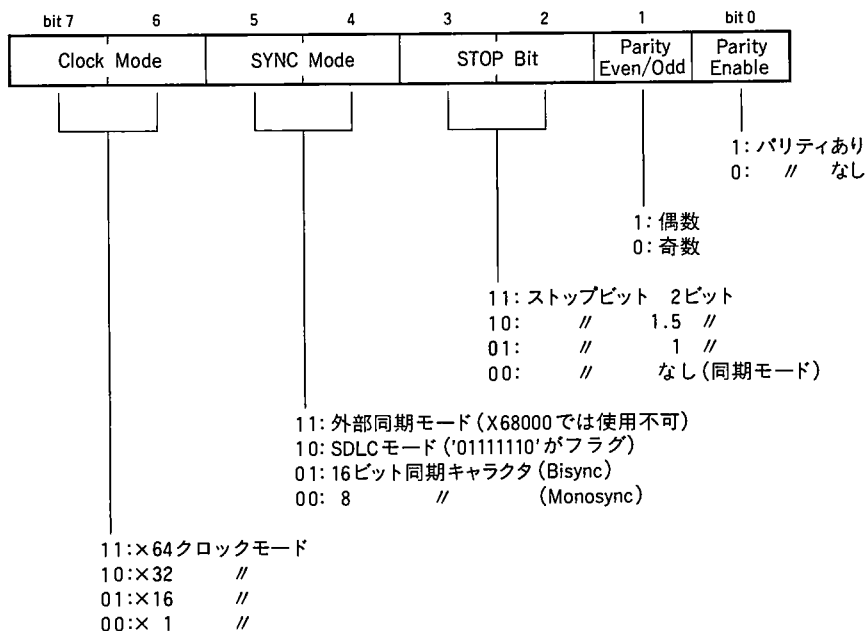 bit 7 6 5 4 3 2 1 bit 0
Clock Mode SYNC Mode STOP Bit Parity Even/Odd Parity Enable
1: パリティあり
0: 〃 なし
1: 偶数
0: 奇数
11: ストップビット 2ビット
10: 〃 1.5 〃
01: 〃 1 〃
00: 〃 なし(同期モード)
11: 外部同期モード(X68000では使用不可)
10: SDLCモード('01111110'がフラグ)
01: 16ビット同期キャラクタ(Bisync)
00: 8 〃 (Monosync)
11:×64クロックモード
10:×32 〃
01:×16 〃
00:× 1 〃